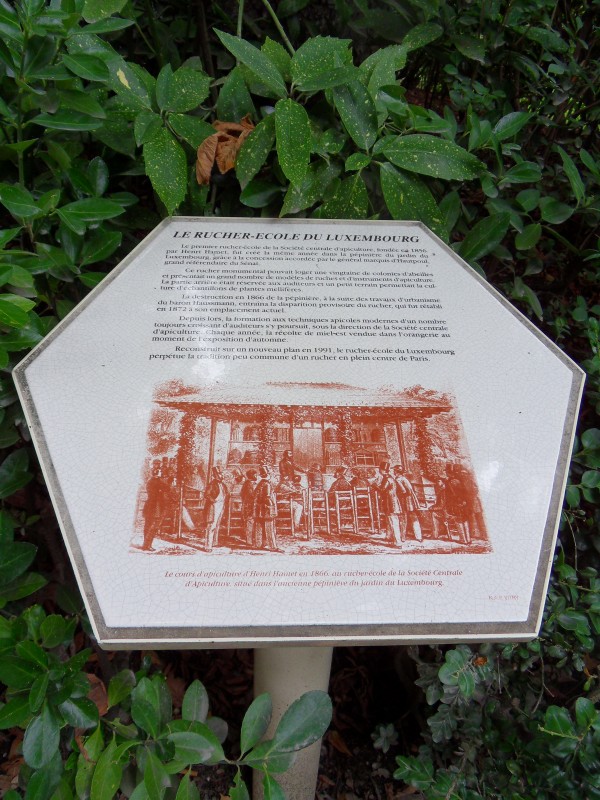 LE RUCHER-ECOLE DU LUXEMBOURG
Le premier rucher-école de la Société centrale d'apiculture, fondée en 1856
par Henri Hamet, fut créé la même année dans la pépinière du jardin du
Luxembourg, grâce à la concession accordée par le général marquis d'Hautpoul,
grand référendaire du Sénat.
Ce rucher monumental pouvait loger une vingtaine de colonies d'abeilles
et présentait un grand nombre de modèles de ruches et d'instruments d'apiculture.
La partie arrière était réservée aux auditeurs et un petit terrain permettait la cul-
ture d'échantillons de plantes mellifères.
La destruction en 1866 de la pépinière, à la suite des travaux d'urbanisme
du baron Haussmann, entraîna la disparition provisoire du rucher, qui fut rétabli
en 1872 à son emplacement actuel.
Depuis lors, la formation aux techniques apicoles modernes d'un nombre
toujours croissant d'auditeurs s'y poursuit, sous la direction de la Société centrale
d'apiculture. Chaque année, la récolte de miel est vendue dans l'orangerie au
moment de l'exposition d'automne.
Reconstruit sur un nouveau plan en 1991, le rucher-école du Luxembourg
perpétue la tradition peu commune d'un rucher en plein centre de Paris.
Le cours d'apiculture d'Henri Hamet en 1866, au rucher-école de la Société Centrale
d'Apiculture, situé dans l'ancienne pépinière du jardin du Luxembourg.